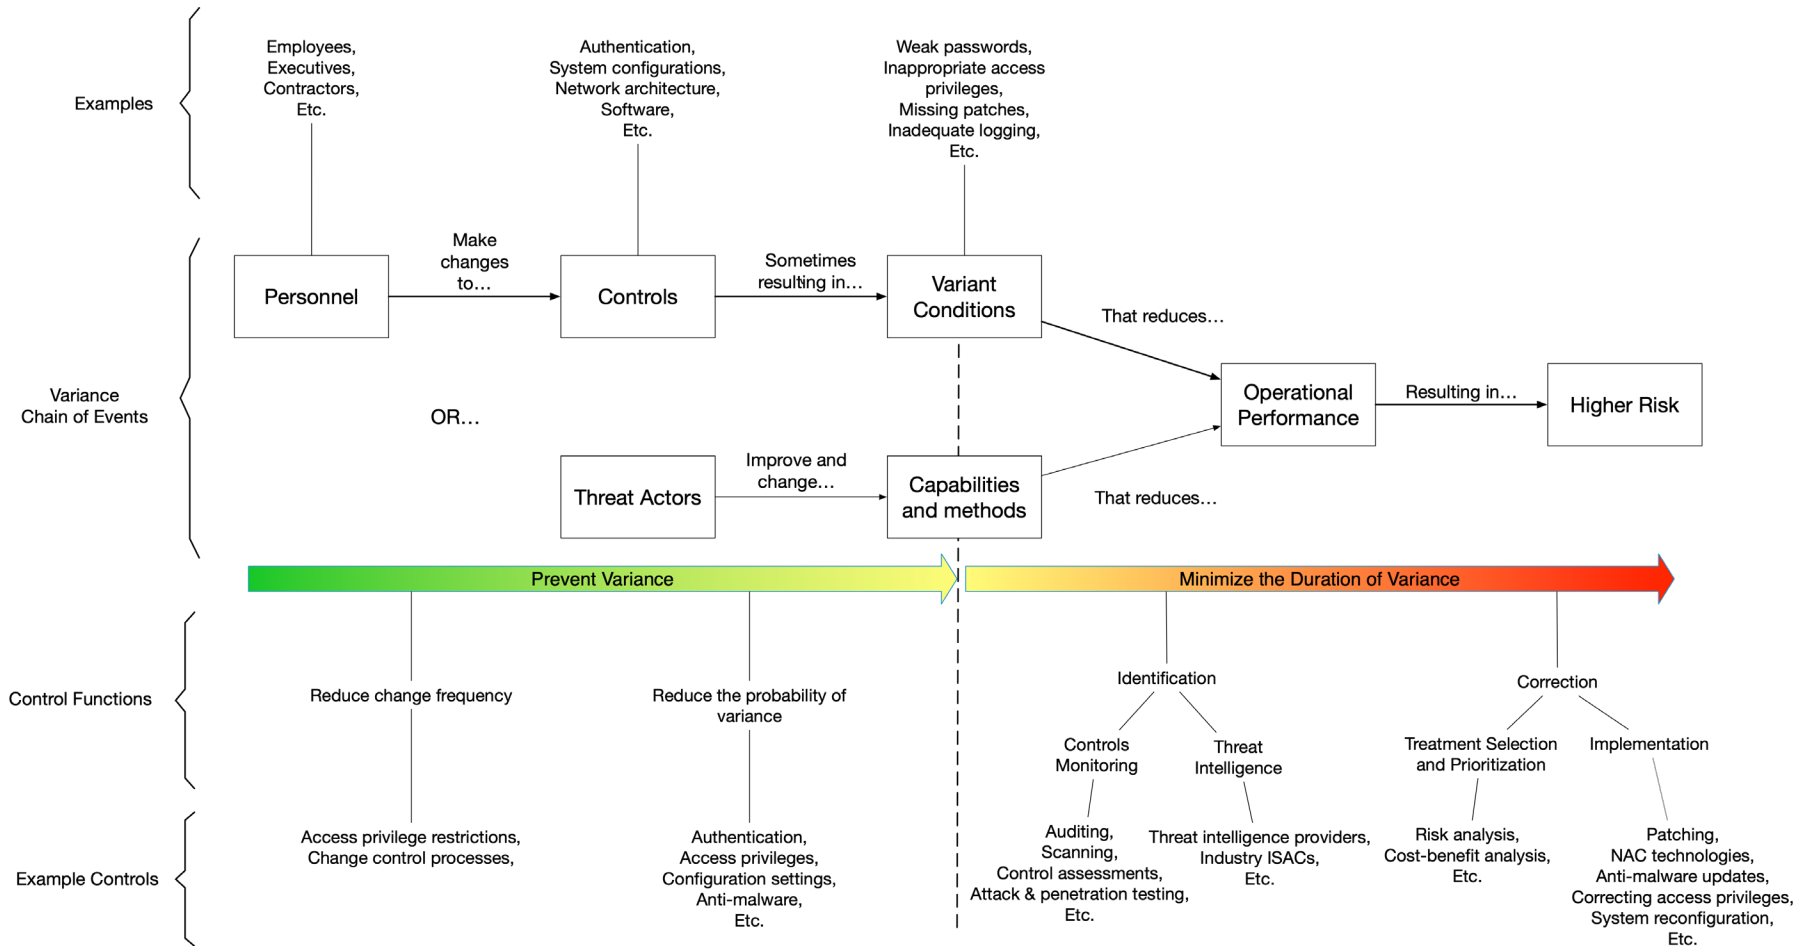 Examples
Employees,
Executives,
Contractors,
Etc.
Authentication,
System configurations,
Network architecture,
Software,
Etc.
Weak passwords,
Inappropriate access
privileges,
Missing patches,
Inadequate logging,
Etc.
Variance
Chain of Events
Personnel
Make
changes
to…
Controls
Sometimes
resulting in…
Variant
Conditions
That reduces…
OR…
Threat Actors
Improve and
change…
Capabilities
and methods
That reduces…
Operational
Performance
Resulting in…
Higher Risk
Prevent Variance
Minimize the Duration of Variance
Control Functions
Reduce change frequency
Reduce the probability of
variance
Identification
Controls
Monitoring
Threat
Intelligence
Correction
Treatment Selection
and Prioritization
Implementation
Example Controls
Access privilege restrictions,
Change control processes,
Authentication,
Access privileges,
Configuration settings,
Anti-malware,
Etc.
Auditing,
Scanning,
Control assessments,
Attack & penetration testing,
Etc.
Threat intelligence providers,
Industry ISACs,
Etc.
Risk analysis,
Cost-benefit analysis,
Etc.
Patching,
NAC technologies,
Anti-malware updates,
Correcting access privileges,
System reconfiguration,
Etc.